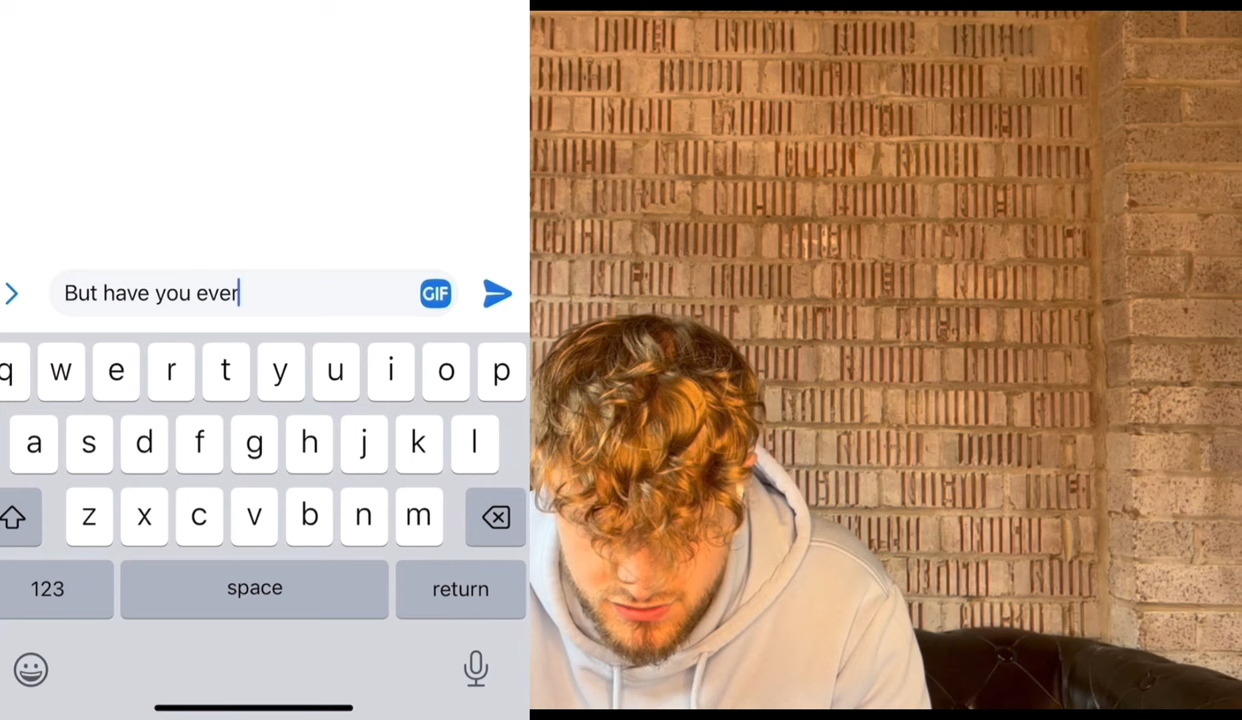 But have you ever
GIF
q w e r t y u i o p
a s d f g h j k l
z x c v b n m
123 space return